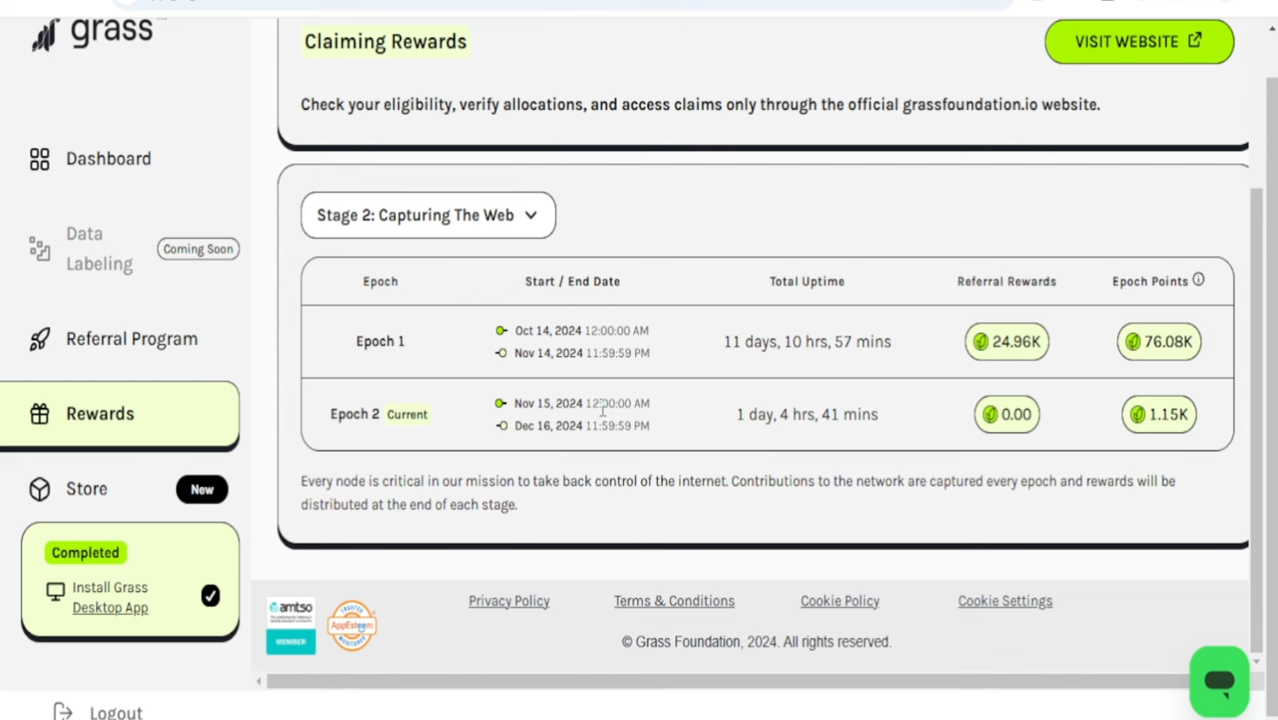 grass
Claiming Rewards
VISIT WEBSITE
Check your eligibility, verify allocations, and access claims only through the official grassfoundation.io website.
Dashboard
Data
Labeling
Coming Soon
Referral Program
Rewards
Store
New
Completed
Install Grass
Desktop App
Logout
Stage 2: Capturing The Web
Epoch Start / End Date Total Uptime Referral Rewards Epoch Points
Epoch 1 Oct 14, 2024 12:00:00 AM 11 days, 10 hrs, 57 mins 24.96K 76.08K
Nov 14, 2024 11:59:59 PM
Epoch 2 Current Nov 15, 2024 12:00:00 AM 1 day, 4 hrs, 41 mins 0.00 1.15K
Dec 16, 2024 11:59:59 PM
Every node is critical in our mission to take back control of the internet. Contributions to the network are captured every epoch and rewards will be
distributed at the end of each stage.
amtso
MEMBER
TRUSTED
AppEsteem
MONITORED
Privacy Policy Terms & Conditions Cookie Policy Cookie Settings
© Grass Foundation, 2024. All rights reserved.